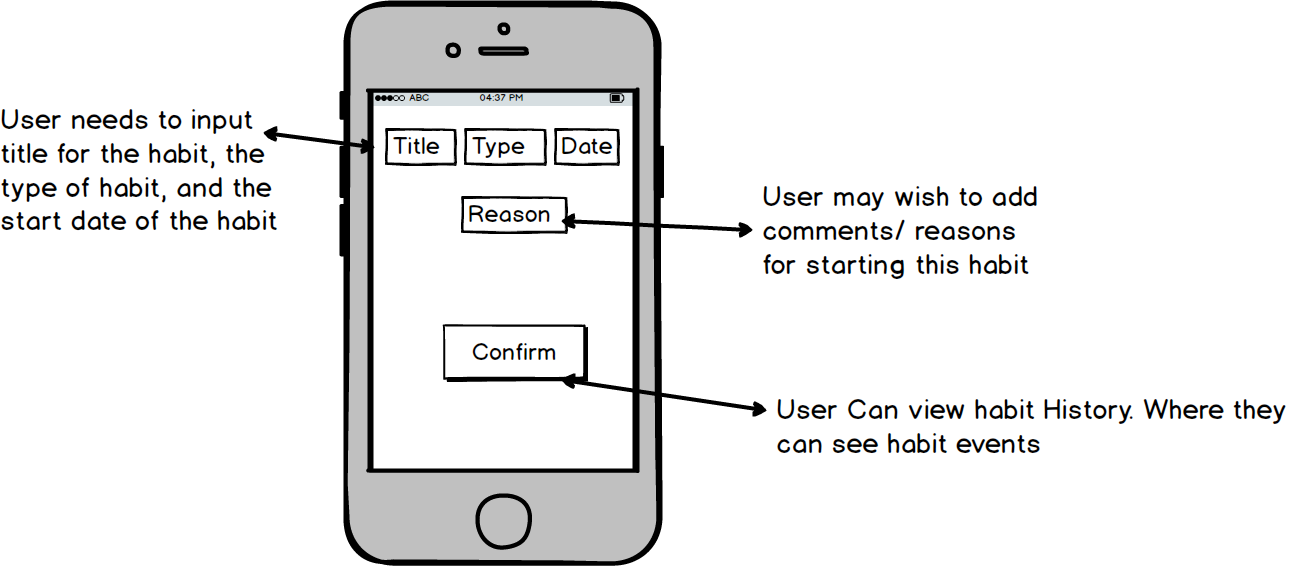 ABC 04:37 PM
User needs to input
title for the habit, the
type of habit, and the
start date of the habit
Title Type Date
Reason
User may wish to add
comments/ reasons
for starting this habit
Confirm
User Can view habit History. Where they
can see habit events